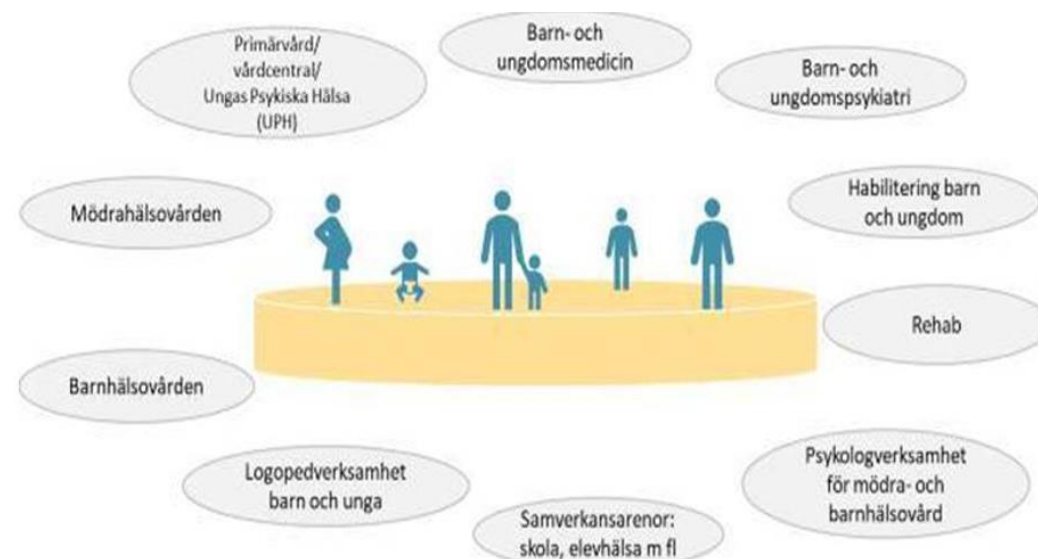 Primärvård/
vårdcentral/
Ungas Psykiska Hälsa
(UPH)
Barn- och
ungdomsmedicin
Barn- och
ungdomspsykiatri
Mödrahälsovården
Habilitering barn
och ungdom
Rehab
Barnhälsovården
Logopedverksamhet
barn och unga
Samverkansarenor:
skola, elevhälsa m fl
Psykologverksamhet
för mödra- och
barnhälsovård